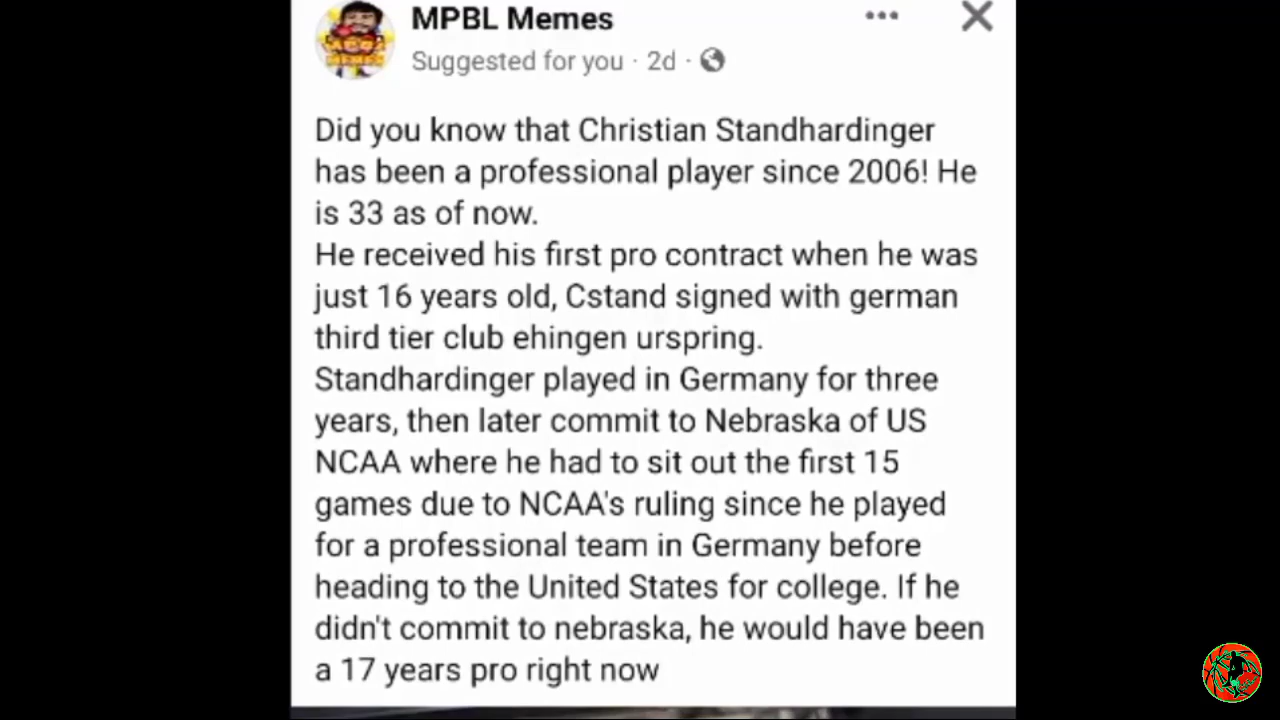 MPBL Memes
Suggested for you · 2d ·
Did you know that Christian Standhardinger
has been a professional player since 2006! He
is 33 as of now.
He received his first pro contract when he was
just 16 years old, Cstand signed with german
third tier club ehingen urspring.
Standhardinger played in Germany for three
years, then later commit to Nebraska of US
NCAA where he had to sit out the first 15
games due to NCAA's ruling since he played
for a professional team in Germany before
heading to the United States for college. If he
didn't commit to nebraska, he would have been
a 17 years pro right now